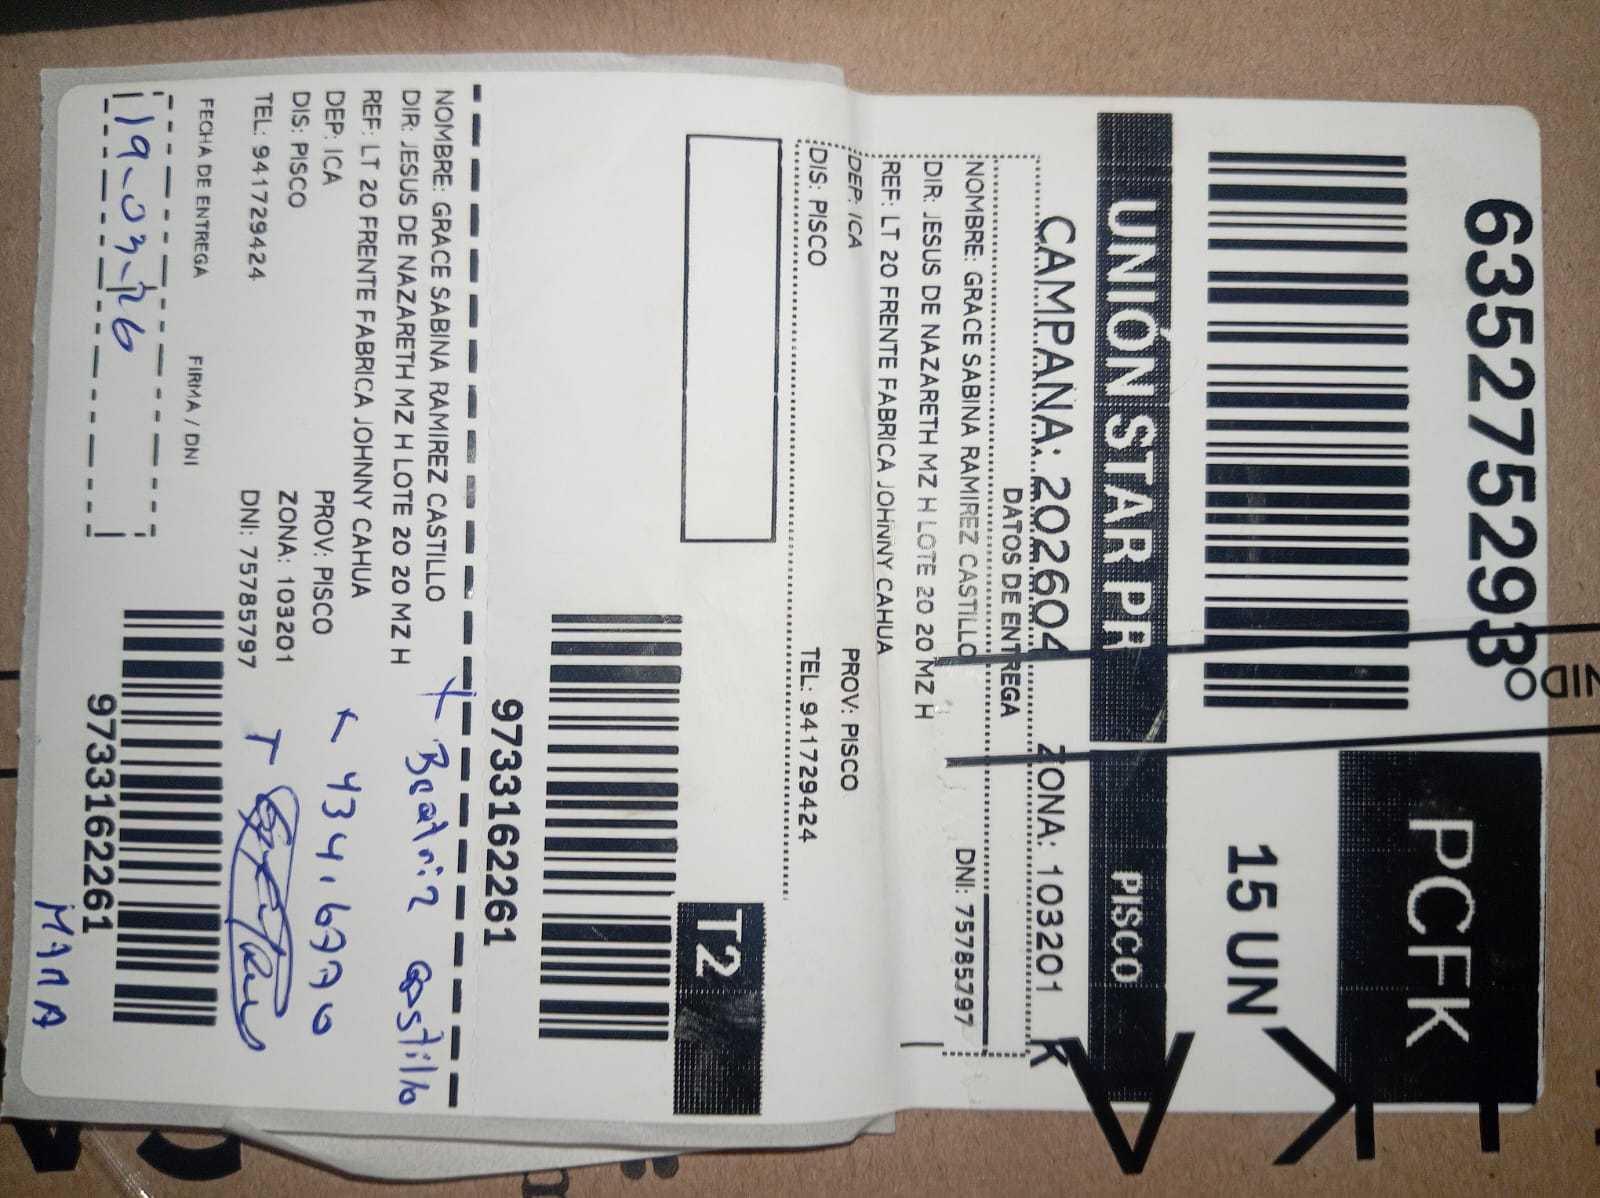 6352752993
PCFK
15 UN
UNIÓN STAR PR PISCO
CAMPAÑA: 202604 ZONA: 103201
DATOS DE ENTREGA
NOMBRE: GRACE SABINA RAMIREZ CASTILLO DNI: 75785797
DIR: JESUS DE NAZARETH MZ H LOTE 20 20 MZ H
REF: LT 20 FRENTE FABRICA JOHNNY CAHUA
DEP: ICA PROV: PISCO
DIS: PISCO TEL: 941729424
T2
9733162261
NOMBRE: GRACE SABINA RAMIREZ CASTILLO
DIR: JESUS DE NAZARETH MZ H LOTE 20 20 MZ H
REF: LT 20 FRENTE FABRICA JOHNNY CAHUA
DEP: ICA PROV: PISCO
DIS: PISCO ZONA: 103201
TEL: 941729424 DNI: 75785797
FECHA DE ENTREGA FIRMA / DNI
19-03-26
Beatriz Castillo
9733162261
MAMA